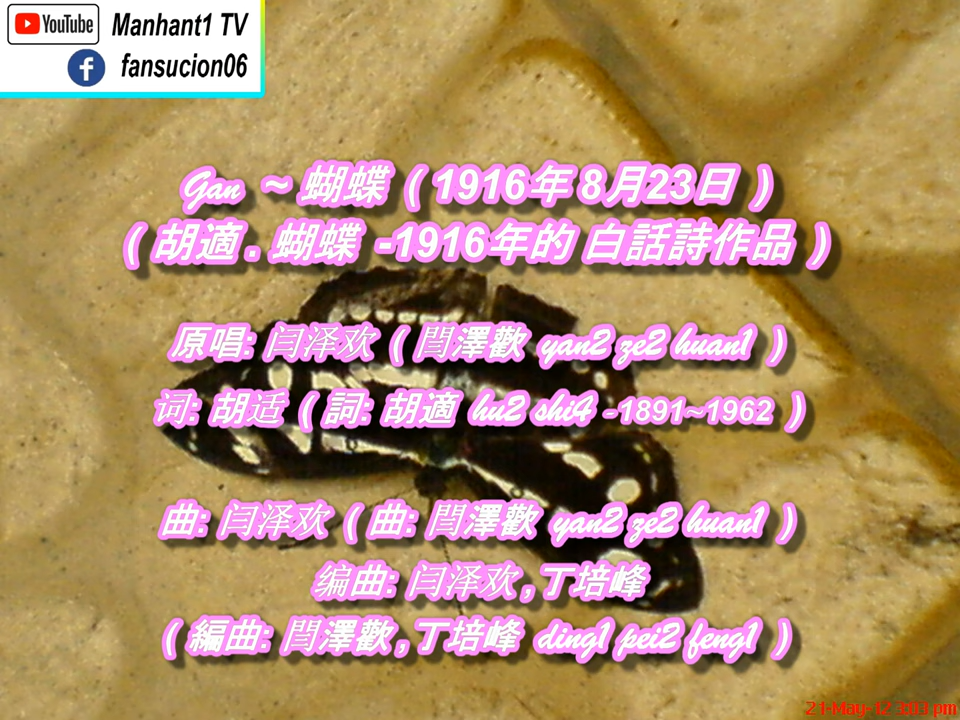 YouTube Manhant1 TV
fansucion06
Gan ~ 蝴蝶 ( 1916年 8月23日 )
( 胡適 . 蝴蝶 -1916年的 白話詩作品 )
原唱: 闫泽欢 ( 閆澤歡 yan2 ze2 huan1 )
词: 胡适 ( 詞: 胡適 hu2 shi4 -1891~1962 )
曲: 闫泽欢 ( 曲: 閆澤歡 yan2 ze2 huan1 )
编曲: 闫泽欢 , 丁培峰
( 編曲: 閆澤歡 , 丁培峰 ding1 pei2 feng1 )
21-May-12 3:03 pm